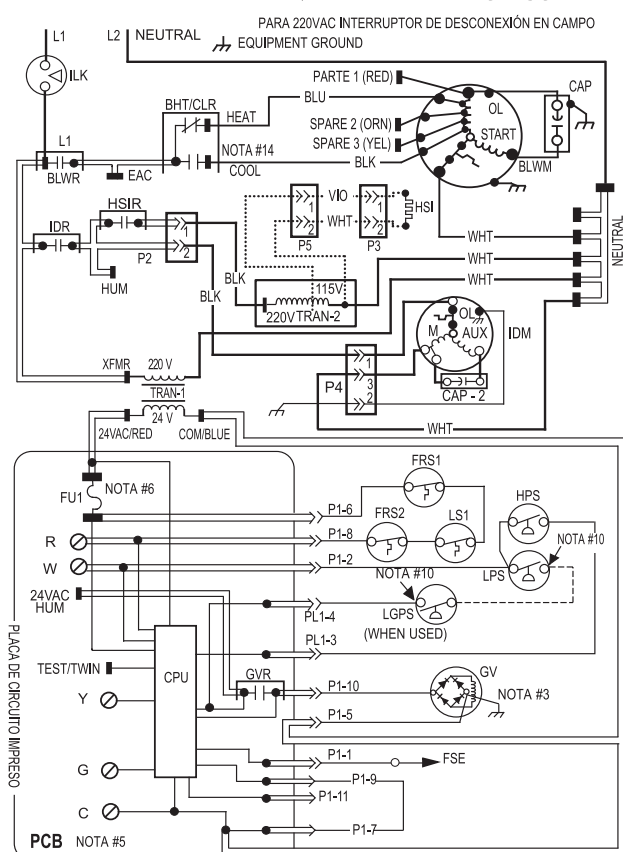 PARA 220VAC INTERRUPTOR DE DESCONEXIÓN EN CAMPO
L1
L2 NEUTRAL
EQUIPMENT GROUND
ILK
PARTE 1 (RED)
CAP
BHT/CLR
BLU
OL
HEAT
SPARE 2 (ORN)
START
L1
NOTA #14
SPARE 3 (YEL)
BLWR
EAC
COOL
BLK
BLWM
HSIR
VIO
1
1
HSI
IDR
1
WHT
2
2
WHT
P2
2
P5
P3
NEUTRAL
WHT
HUM
BLK
115V
WHT
BLK
220V TRAN-2
OL
M
AUX
IDM
XFMR
220 V
1
TRAN-1
P4
3
24 V
2
CAP - 2
24VAC/RED
COM/BLUE
WHT
FRS1
NOTA #6
HPS
FU1
P1-6
FRS2
LS1
R
P1-8
NOTA #10
W
P1-2
NOTA #10
LPS
24VAC
HUM
PL1-4
LGPS
(WHEN USED)
PL1-3
PLACA DE CIRCUITO IMPRESO
TEST/TWIN
CPU
GVR
GV
P1-10
NOTA #3
Y
P1-5
P1-1
FSE
G
P1-9
P1-11
C
P1-7
PCB NOTA #5